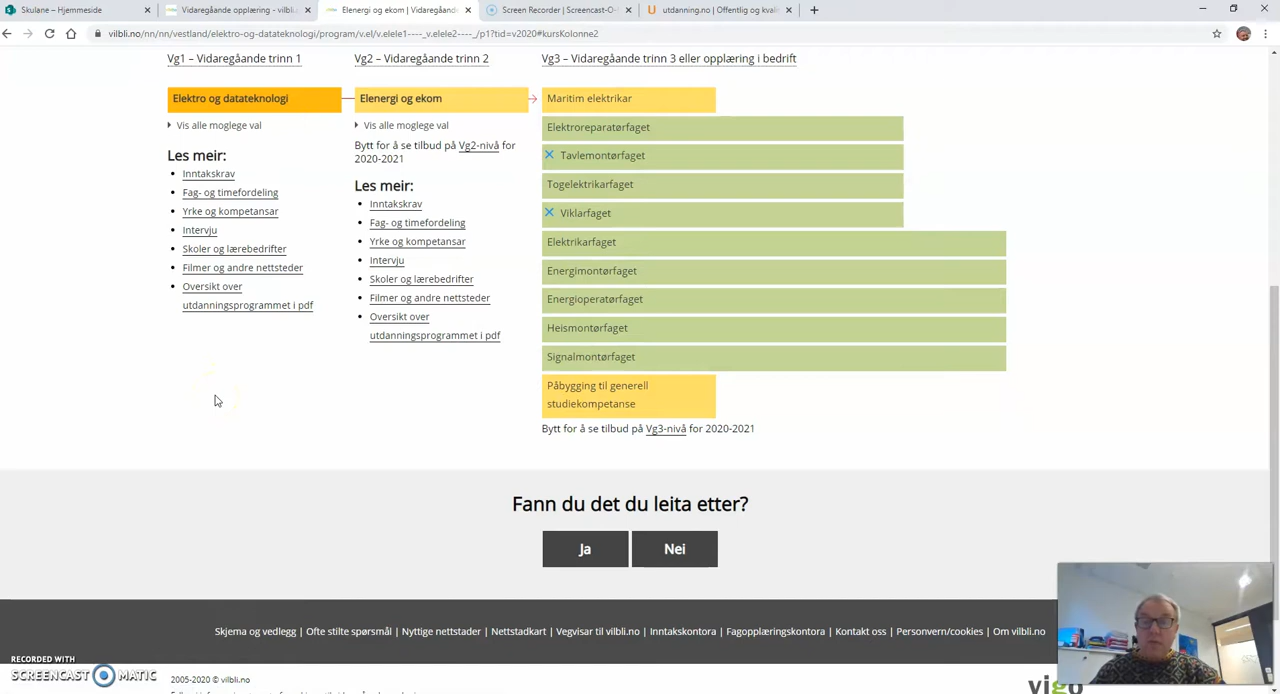 Skulane – Hjemmeside
Vidaregåande opplæring - vilbli.n
Elenergi og ekom | Vidaregåande
Screen Recorder | Screencast-O-
utdanning.no | Offentlig og kvali
vilbli.no/nn/nn/vestland/elektro-og-datateknologi/program/v.el/v.elele1----_v.elele2----_/p1?tid=v2020#kursKolonne2
Vg1 – Vidaregåande trinn 1
Vg2 – Vidaregåande trinn 2
Vg3 – Vidaregåande trinn 3 eller opplæring i bedrift
Elektro og datateknologi
Elenergi og ekom
Maritim elektrikar
Vis alle moglege val
Les meir:
Inntakskrav
Fag- og timefordeling
Yrke og kompetansar
Intervju
Skoler og lærebedrifter
Filmer og andre nettsteder
Oversikt over
utdanningsprogrammet i pdf
Vis alle moglege val
Bytt for å se tilbud på Vg2-nivå for
2020-2021
Les meir:
Inntakskrav
Fag- og timefordeling
Yrke og kompetansar
Intervju
Skoler og lærebedrifter
Filmer og andre nettsteder
Oversikt over
utdanningsprogrammet i pdf
Elektroreparatørfaget
Tavlemontørfaget
Togelektrikarfaget
Viklarfaget
Elektrikarfaget
Energimontørfaget
Energioperatørfaget
Heismontørfaget
Signalmontørfaget
Påbygging til generell
studiekompetanse
Bytt for å se tilbud på Vg3-nivå for 2020-2021
Fann du det du leita etter?
Ja
Nei
Skjema og vedlegg | Ofte stilte spørsmål | Nyttige nettstader | Nettstadkart | Vegvisar til vilbli.no | Inntakskontora | Fagopplæringskontora | Kontakt oss | Personvern/cookies | Om vilbli.no
RECORDED WITH
SCREENCAST MATIC
2005-2020 © vilbli.no
vigo